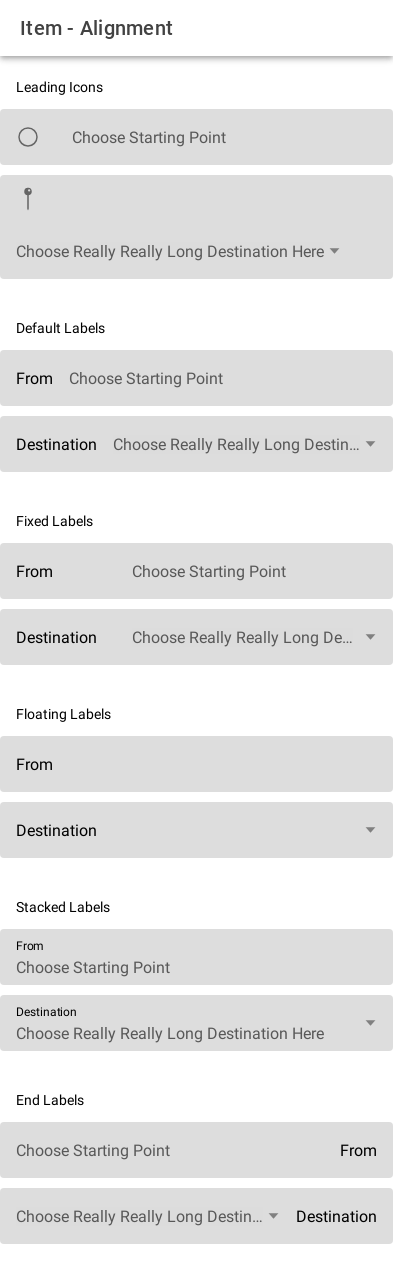 Item - Alignment
Leading Icons
Choose Starting Point
Choose Really Really Long Destination Here
Default Labels
From Choose Starting Point
Destination Choose Really Really Long Destin...
Fixed Labels
From Choose Starting Point
Destination Choose Really Really Long De...
Floating Labels
From
Destination
Stacked Labels
From
Choose Starting Point
Destination
Choose Really Really Long Destination Here
End Labels
Choose Starting Point From
Choose Really Really Long Destin... Destination